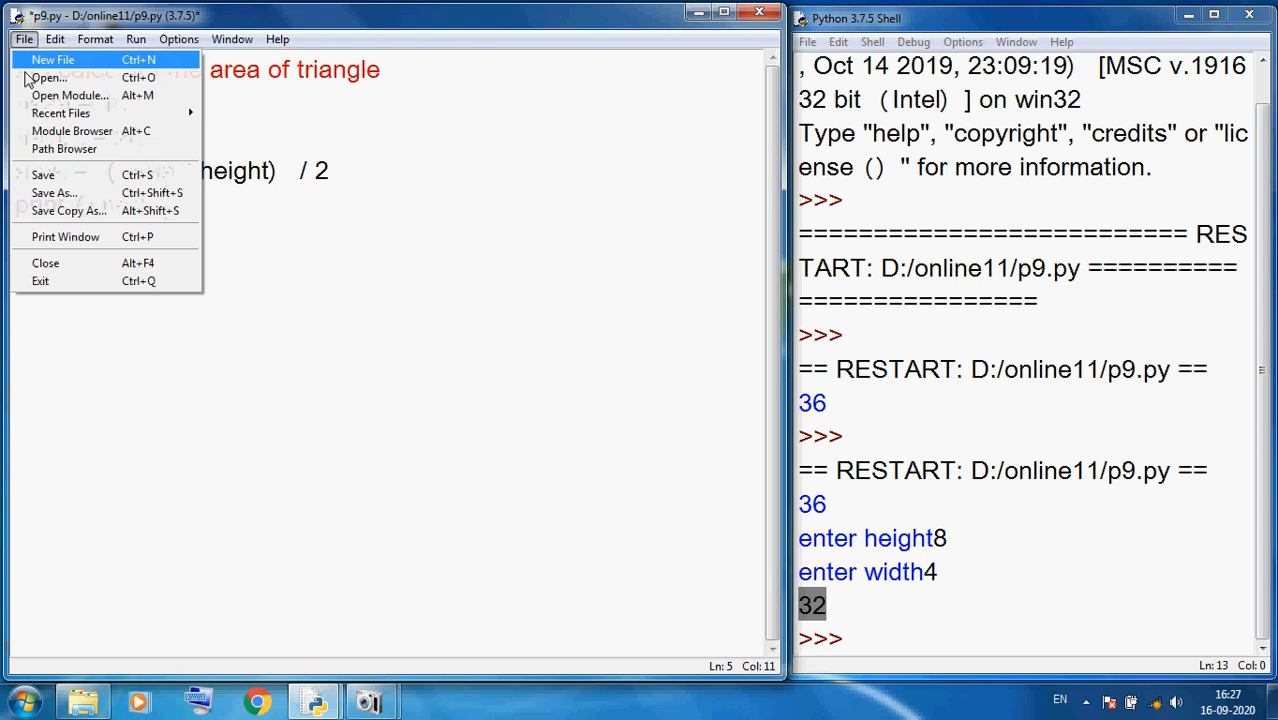 *p9.py - D:/online11/p9.py (3.7.5)*
File Edit Format Run Options Window Help
New File Ctrl+N
Open... Ctrl+O
Open Module... Alt+M
Recent Files
Module Browser Alt+C
Path Browser
Save Ctrl+S
Save As... Ctrl+Shift+S
Save Copy As... Alt+Shift+S
Print Window Ctrl+P
Close Alt+F4
Exit Ctrl+Q
area of triangle
height) / 2
print
Ln: 5 Col: 11
Python 3.7.5 Shell
File Edit Shell Debug Options Window Help
, Oct 14 2019, 23:09:19) [MSC v.1916
32 bit (Intel) ] on win32
Type "help", "copyright", "credits" or "lic
ense () " for more information.
>>>
========================== RES
TART: D:/online11/p9.py ==========
================
>>>
== RESTART: D:/online11/p9.py ==
36
>>>
== RESTART: D:/online11/p9.py ==
36
enter height8
enter width4
32
>>>
Ln: 13 Col: 0
EN
16:27
16-09-2020